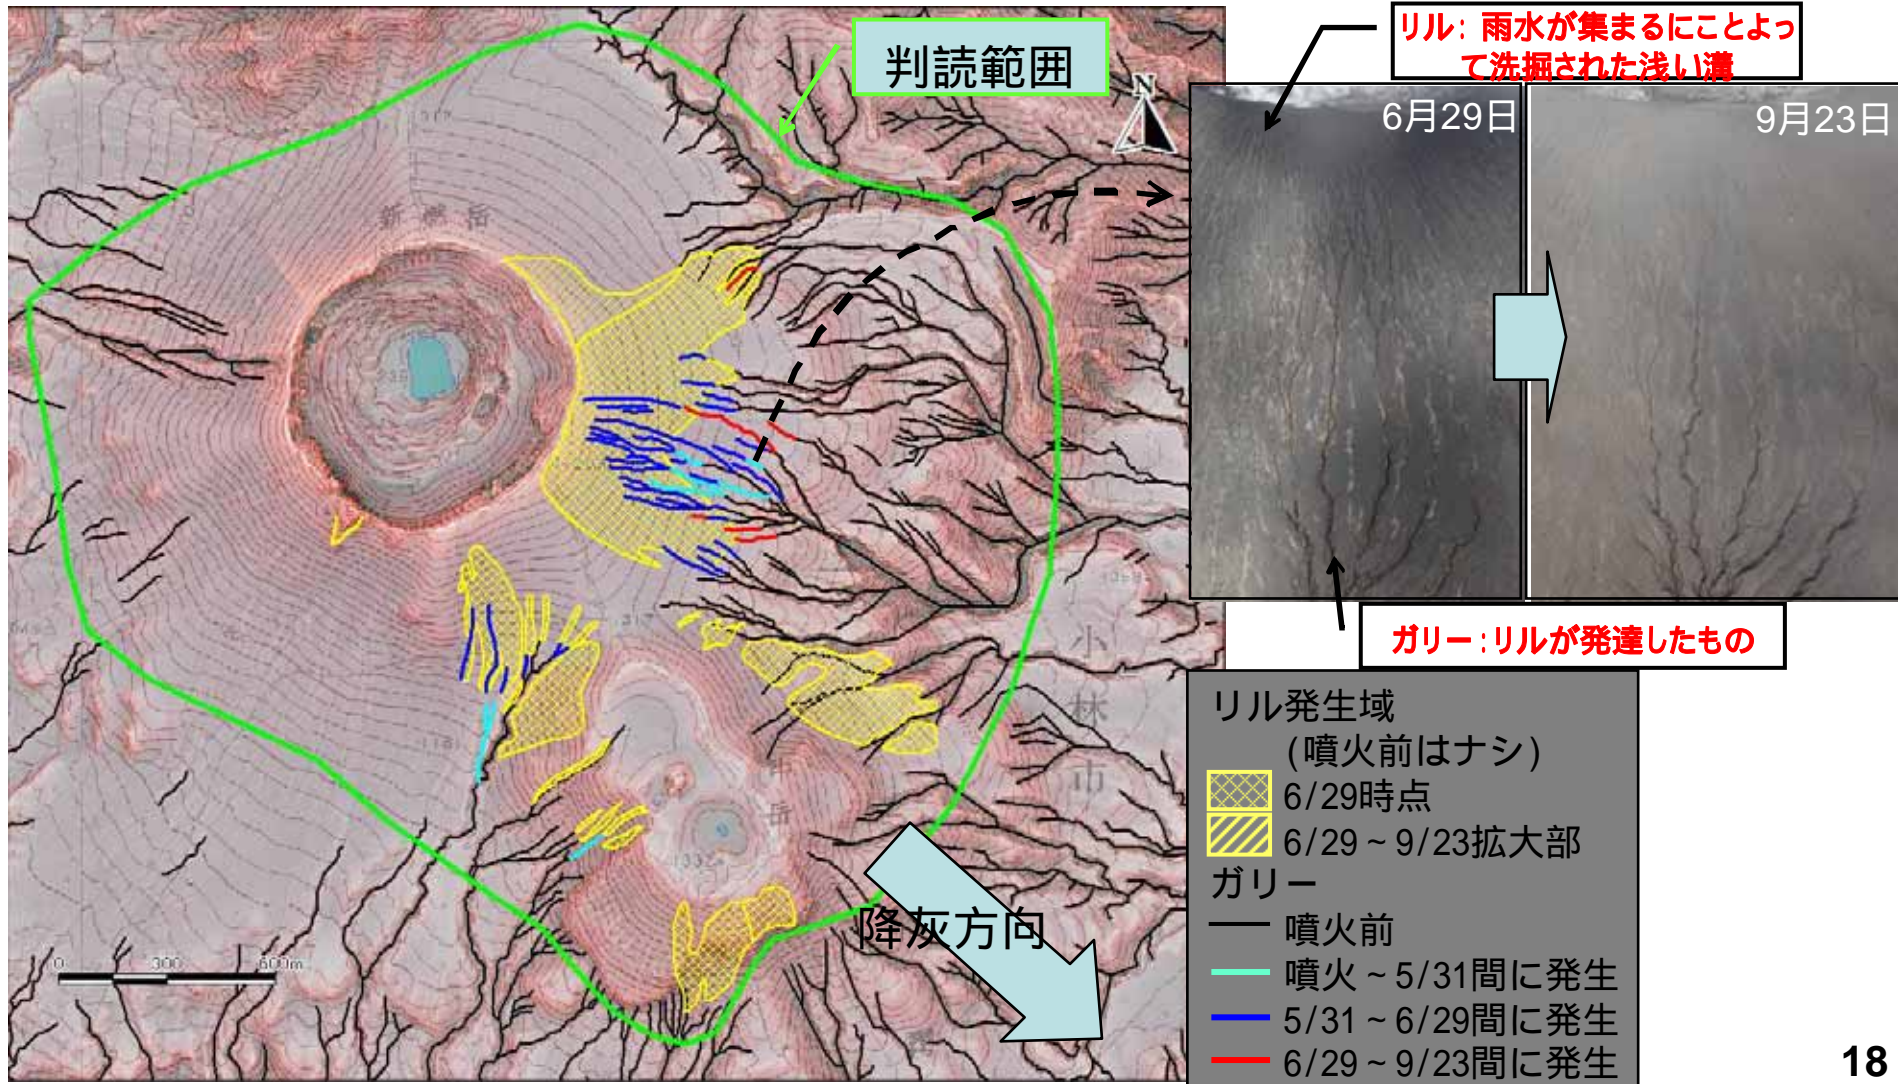 判読範囲
N
リル：雨水が集まるにことよっ
て洗掘された浅い溝
6月29日
9月23日
新燃岳
ガリー：リルが発達したもの
小
林
市
中
岳
降灰方向
0 300 600m
リル発生域
(噴火前はナシ)
6/29時点
6/29～9/23拡大部
ガリー
噴火前
噴火～5/31間に発生
5/31～6/29間に発生
6/29～9/23間に発生
18